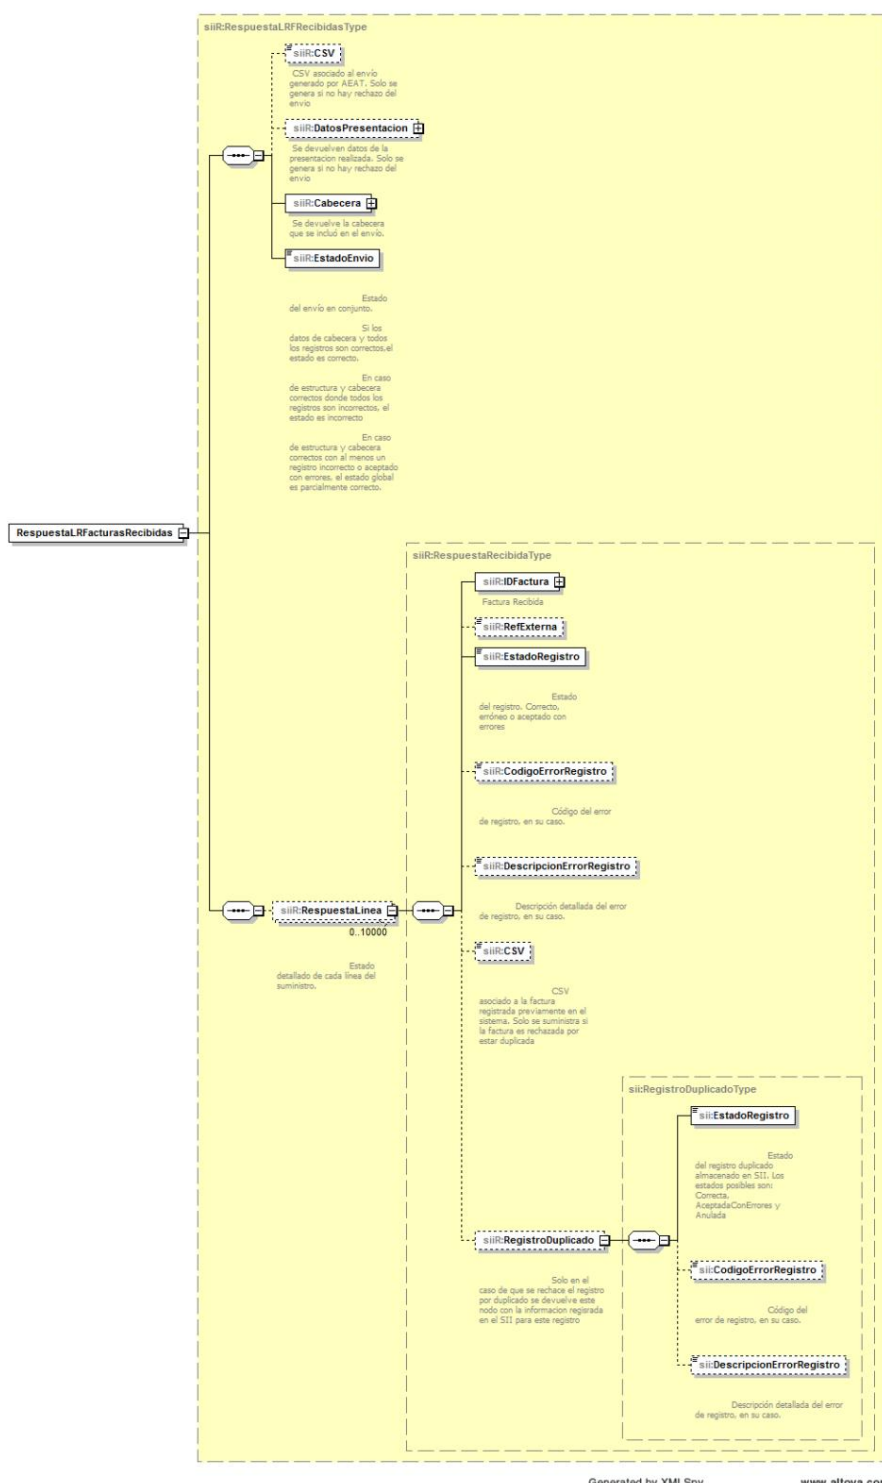 siiR:RespuestaLRFRecibidasType
siiR:CSV
CSV asociado al envío
generado por AEAT. Solo se
genera si no hay rechazo del
envio
siiR:DatosPresentacion
Se devuelven datos de la
presentacion realizada. Solo se
genera si no hay rechazo del
envio
siiR:Cabecera
Se devuelve la cabecera
que se incluó en el envío.
siiR:EstadoEnvio
Estado
del envío en conjunto.
Si los
datos de cabecera y todos
los registros son correctos,el
estado es correcto.
En caso
de estructura y cabecera
correctos donde todos los
registros son incorrectos, el
estado es incorrecto
En caso
de estructura y cabecera
correctos con al menos un
registro incorrecto o aceptado
con errores, el estado global
es parcialmente correcto.
RespuestaLRFacturasRecibidas
siiR:RespuestaRecibidaType
siiR:IDFactura
Factura Recibida
siiR:RefExterna
siiR:EstadoRegistro
Estado
del registro. Correcto,
erróneo o aceptado con
errores
siiR:CodigoErrorRegistro
Código del error
de registro, en su caso.
siiR:DescripcionErrorRegistro
Descripción detallada del error
de registro, en su caso.
siiR:RespuestaLinea
0..10000
Estado
detallado de cada línea del
suministro.
siiR:CSV
CSV
asociado a la factura
registrada previamente en el
sistema. Solo se suministra si
la factura es rechazada por
estar duplicada
sii:RegistroDuplicadoType
sii:EstadoRegistro
Estado
del registro duplicado
almacenado en SII. Los
estados posibles son:
Correcta,
AceptadaConErrores y
Anulada
siiR:RegistroDuplicado
Solo en el
caso de que se rechace el registro
por duplicado se devuelve este
nodo con la informacion regisrada
en el SII para este registro
sii:CodigoErrorRegistro
Código del
error de registro, en su caso.
sii:DescripcionErrorRegistro
Descripción detallada del error
de registro, en su caso.
Generated by XMLSpy
www.altova.com